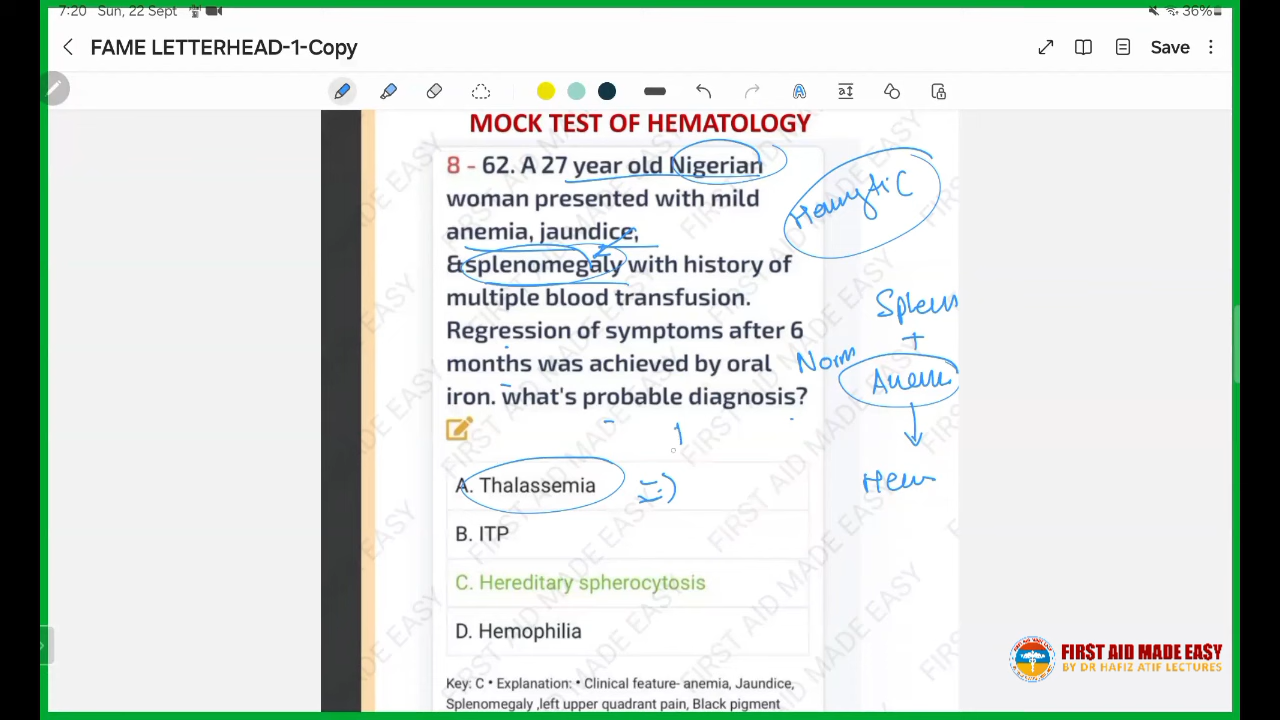 7:20 Sun, 22 Sept
36%
FAME LETTERHEAD-1-Copy
Save
MOCK TEST OF HEMATOLOGY
8 - 62. A 27 year old Nigerian
woman presented with mild
anemia, jaundice,
&splenomegaly with history of
multiple blood transfusion.
Regression of symptoms after 6
months was achieved by oral
iron. what's probable diagnosis?
Spleen
+
Norm
A. Thalassemia
B. ITP
C. Hereditary spherocytosis
D. Hemophilia
Key: C • Explanation: • Clinical feature- anemia, Jaundice,
Splenomegaly ,left upper quadrant pain, Black pigment
FIRST AID MADE EASY
BY DR HAFIZ ATIF LECTURES